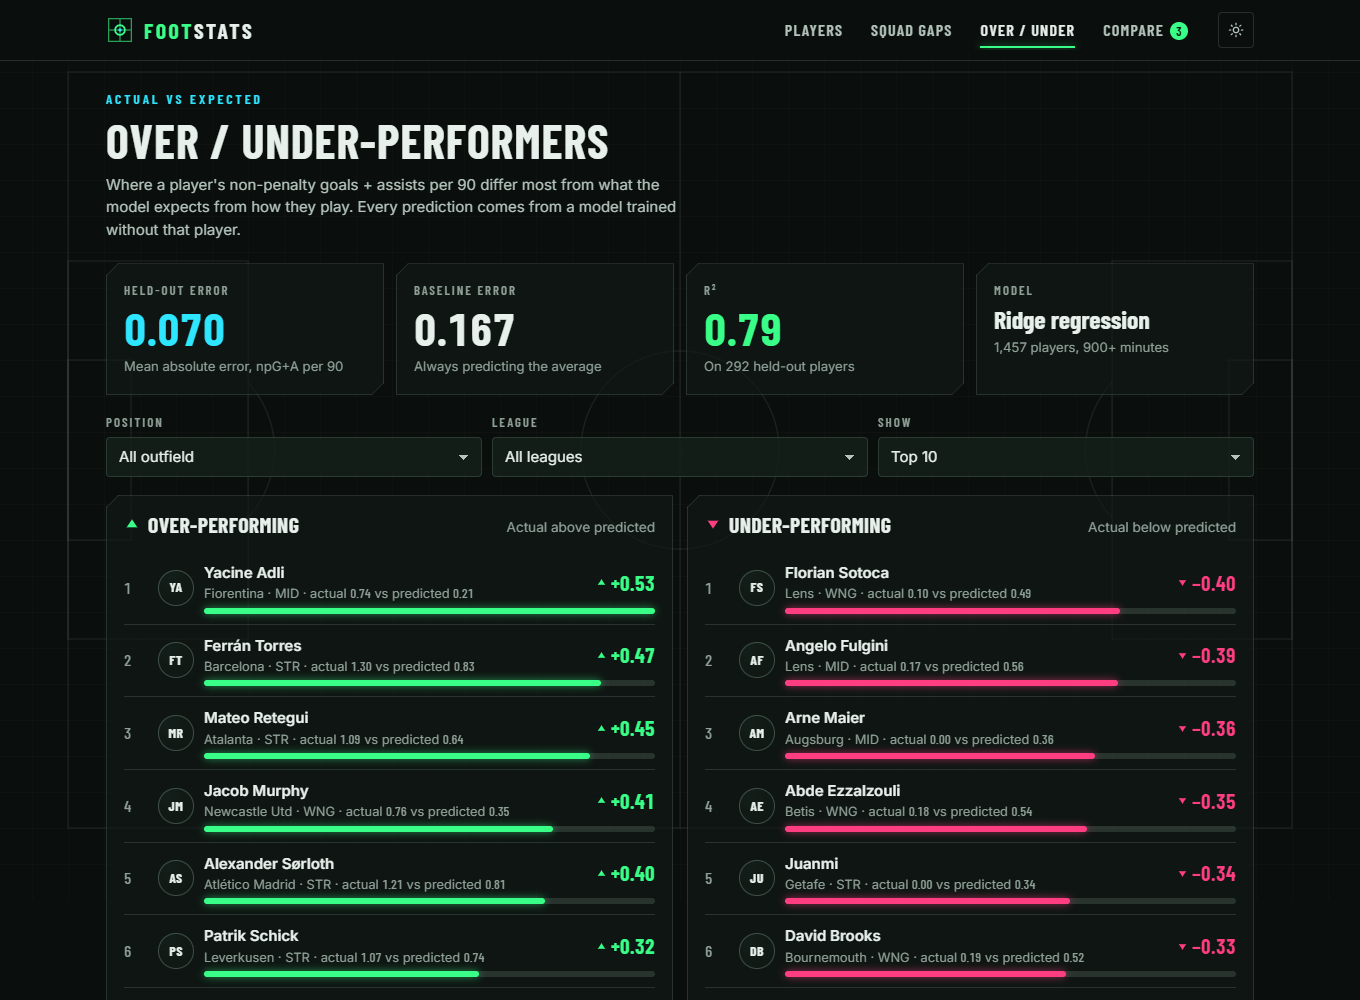 FOOTSTATS
PLAYERS
SQUAD GAPS
OVER / UNDER
COMPARE 3
ACTUAL VS EXPECTED
OVER / UNDER-PERFORMERS
Where a player's non-penalty goals + assists per 90 differ most from what the
model expects from how they play. Every prediction comes from a model trained
without that player.
HELD-OUT ERROR
0.070
Mean absolute error, npG+A per 90
BASELINE ERROR
0.167
Always predicting the average
R²
0.79
On 292 held-out players
MODEL
Ridge regression
1,457 players, 900+ minutes
POSITION
All outfield
LEAGUE
All leagues
SHOW
Top 10
OVER-PERFORMING
Actual above predicted
1
YA
Yacine Adli
Fiorentina · MID · actual 0.74 vs predicted 0.21
+0.53
2
FT
Ferrán Torres
Barcelona · STR · actual 1.30 vs predicted 0.83
+0.47
3
MR
Mateo Retegui
Atalanta · STR · actual 1.09 vs predicted 0.64
+0.45
4
JM
Jacob Murphy
Newcastle Utd · WNG · actual 0.76 vs predicted 0.35
+0.41
5
AS
Alexander Sørloth
Atlético Madrid · STR · actual 1.21 vs predicted 0.81
+0.40
6
PS
Patrik Schick
Leverkusen · STR · actual 1.07 vs predicted 0.74
+0.32
UNDER-PERFORMING
Actual below predicted
1
FS
Florian Sotoca
Lens · WNG · actual 0.10 vs predicted 0.49
−0.40
2
AF
Angelo Fulgini
Lens · MID · actual 0.17 vs predicted 0.56
−0.39
3
AM
Arne Maier
Augsburg · MID · actual 0.00 vs predicted 0.36
−0.36
4
AE
Abde Ezzalzouli
Betis · WNG · actual 0.18 vs predicted 0.54
−0.35
5
JU
Juanmi
Getafe · STR · actual 0.00 vs predicted 0.34
−0.34
6
DB
David Brooks
Bournemouth · WNG · actual 0.19 vs predicted 0.52
−0.33